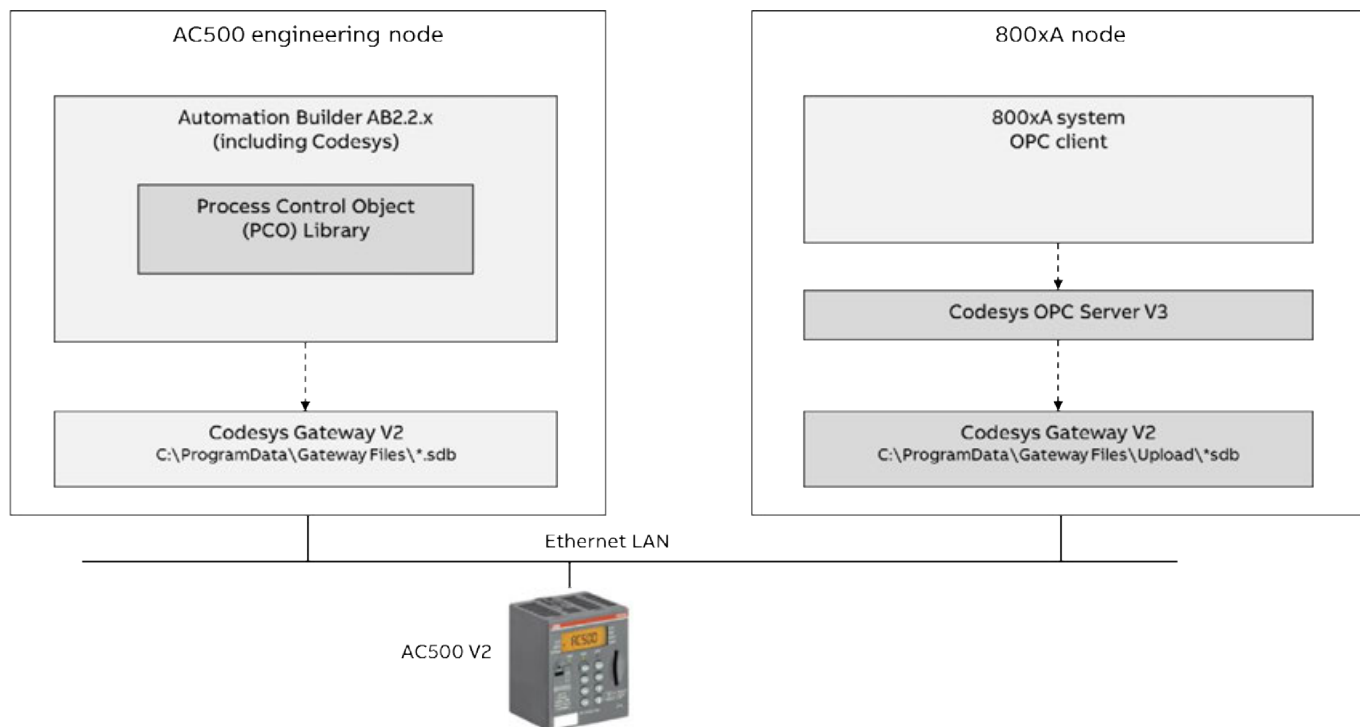 AC500 engineering node
Automation Builder AB2.2.x
(including Codesys)
Process Control Object
(PCO) Library
Codesys Gateway V2
C:\ProgramData\Gateway Files\*.sdb
800xA node
800xA system
OPC client
Codesys OPC Server V3
Codesys Gateway V2
C:\ProgramData\Gateway Files\Upload\*sdb
Ethernet LAN
AC500 V2
AC500